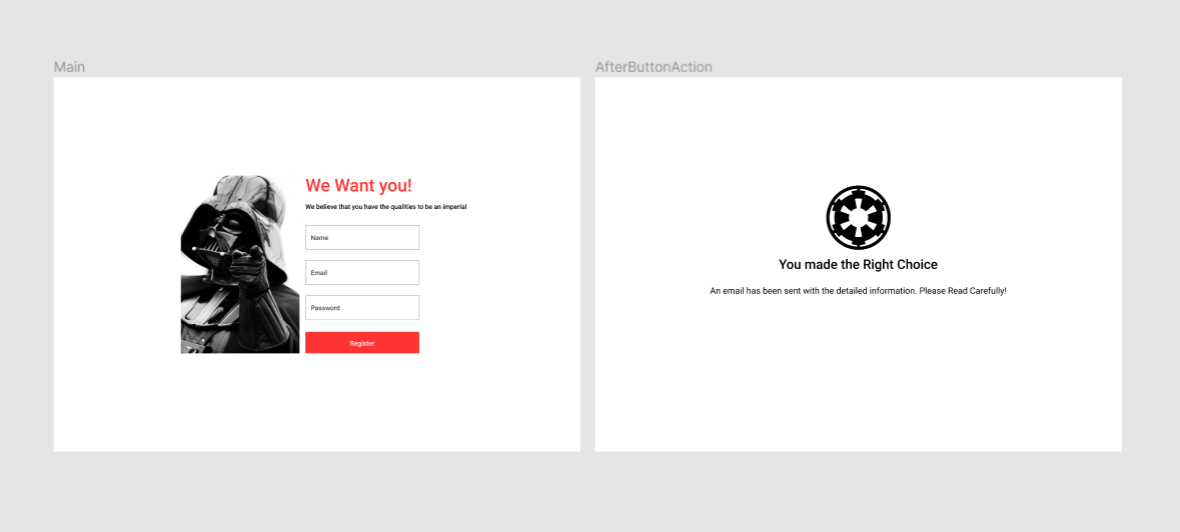 Main
AfterButtonAction
We Want you!
We believe that you have the qualities to be an imperial
Name
Email
Password
Register
You made the Right Choice
An email has been sent with the detailed information. Please Read Carefully!